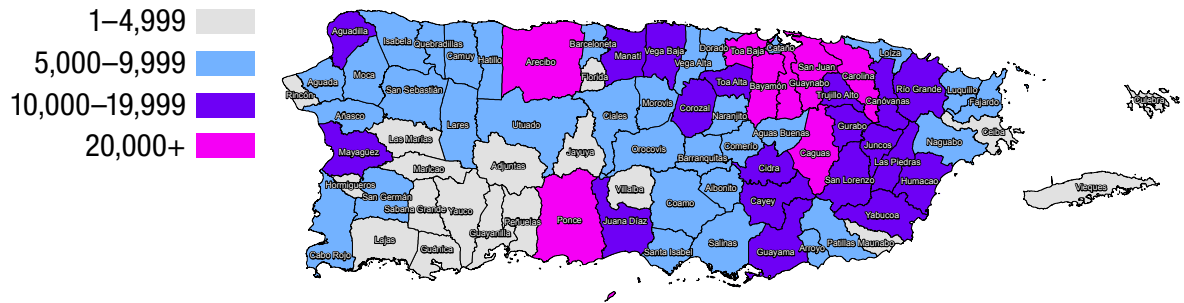 1–4,999
5,000–9,999
10,000–19,999
20,000+
Aguadilla
Isabela
Quebradillas
Camuy
Hatillo
Arecibo
Barceloneta
Florida
Manatí
Vega Baja
Vega Alta
Dorado
Toa Baja
Cataño
San Juan
Carolina
Loíza
Aguada
Moca
San Sebastián
Rincón
Añasco
Lares
Utuado
Ciales
Morovis
Corozal
Toa Alta
Naranjito
Bayamón
Guaynabo
Trujillo Alto
Canóvanas
Río Grande
Luquillo
Fajardo
Culebra
Las Marías
Mayagüez
Maricao
Adjuntas
Jayuya
Orocovis
Barranquitas
Comerío
Aguas Buenas
Caguas
Gurabo
Juncos
Las Piedras
Naguabo
Ceiba
Hormigueros
San Germán
Sabana Grande
Yauco
Guayanilla
Peñuelas
Ponce
Juana Díaz
Villalba
Coamo
Aibonito
Cidra
Cayey
San Lorenzo
Humacao
Yabucoa
Vieques
Cabo Rojo
Lajas
Guánica
Santa Isabel
Salinas
Guayama
Arroyo
Patillas
Maunabo